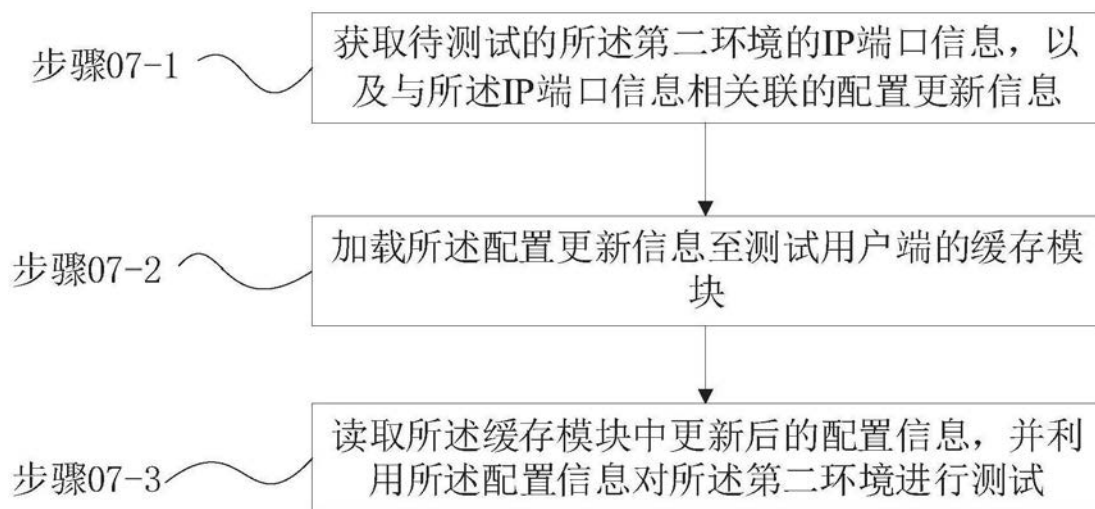 步骤07-1
获取待测试的所述第二环境的IP端口信息，以
及与所述IP端口信息相关联的配置更新信息
步骤07-2
加载所述配置更新信息至测试用户端的缓存模
块
步骤07-3
读取所述缓存模块中更新后的配置信息，并利
用所述配置信息对所述第二环境进行测试